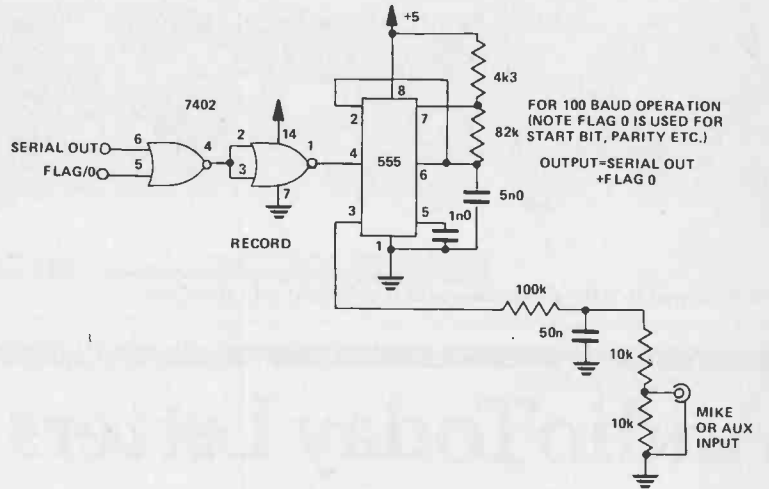 +5
4k3
7402
8
2
7
FOR 100 BAUD OPERATION
(NOTE FLAG 0 IS USED FOR
START BIT, PARITY ETC.)
82k
14
SERIAL OUT
6
4
2
1
4
555
6
OUTPUT=SERIAL OUT
+FLAG 0
FLAG/0
5
3
7
5n0
3
5
1n0
RECORD
1
100k
50n
10k
10k
MIKE
OR AUX
INPUT